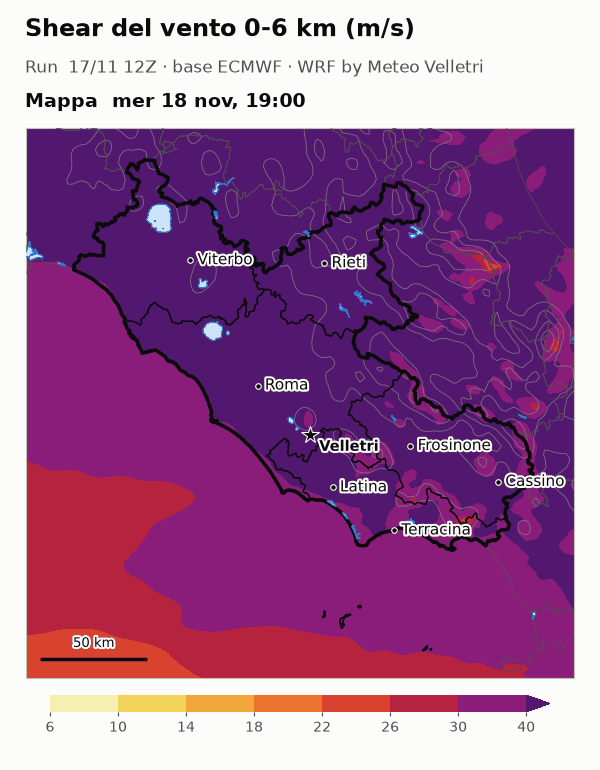 Shear del vento 0-6 km (m/s)
Run 17/11 12Z · base ECMWF · WRF by Meteo Velletri
Mappa mer 18 nov, 19:00
Viterbo
Rieti
Roma
Velletri
Frosinone
Cassino
Latina
Terracina
50 km
6 10 14 18 22 26 30 40